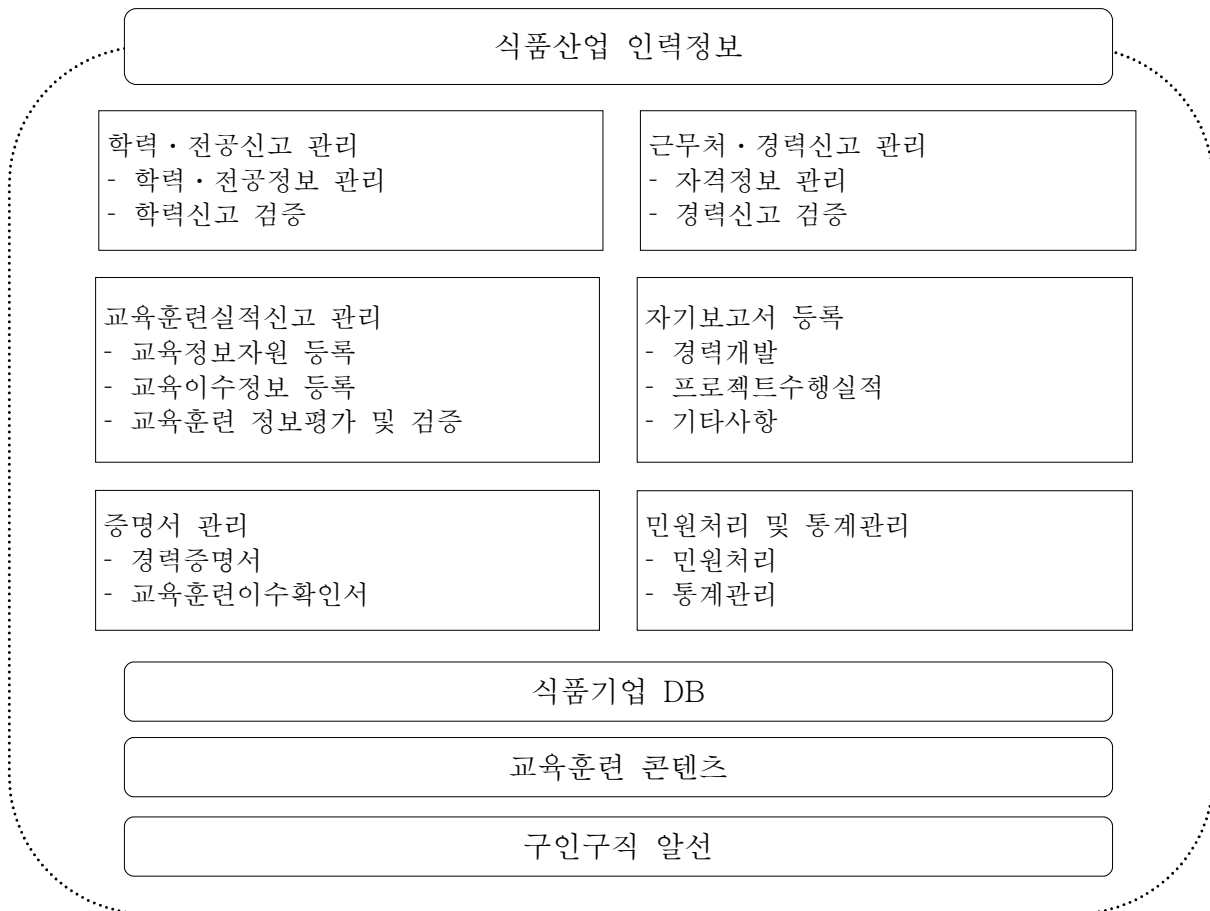 식품산업 인력정보
학력·전공신고 관리
- 학력·전공정보 관리
- 학력신고 검증
근무처·경력신고 관리
- 자격정보 관리
- 경력신고 검증
교육훈련실적신고 관리
- 교육정보자원 등록
- 교육이수정보 등록
- 교육훈련 정보평가 및 검증
자기보고서 등록
- 경력개발
- 프로젝트수행실적
- 기타사항
증명서 관리
- 경력증명서
- 교육훈련이수확인서
민원처리 및 통계관리
- 민원처리
- 통계관리
식품기업 DB
교육훈련 콘텐츠
구인구직 알선